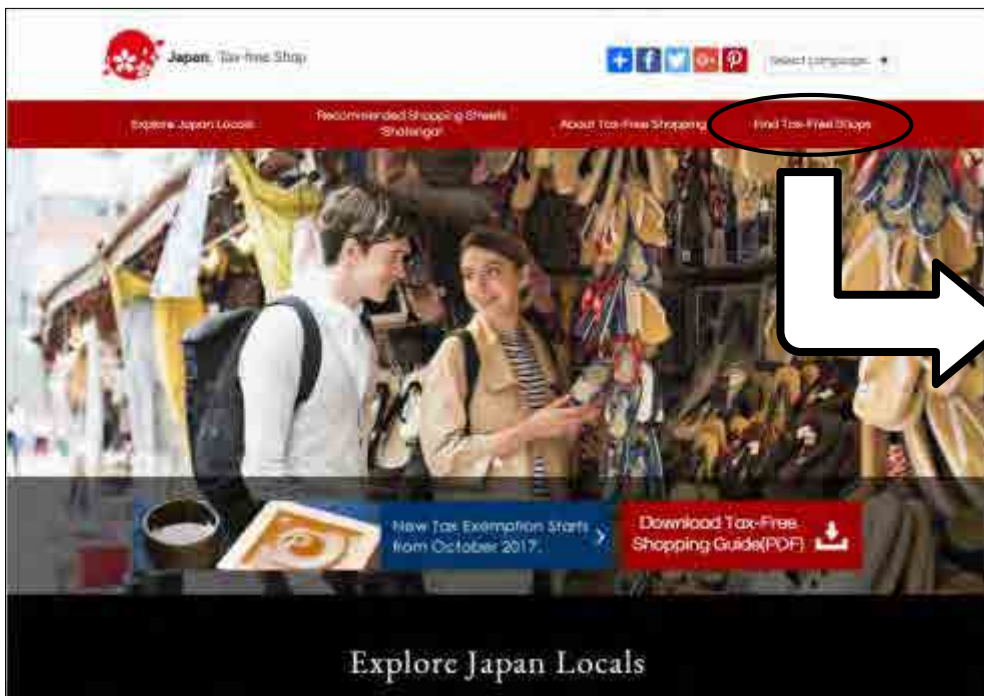 Japan. Tax-free Shop
Select Language
Explore Japan Locals
Recommended Shopping Streets
"Shotengai"
About Tax-Free Shopping
Find Tax-Free Shops
New Tax Exemption Starts
from October 2017.
Download Tax-Free
Shopping Guide(PDF)
Explore Japan Locals